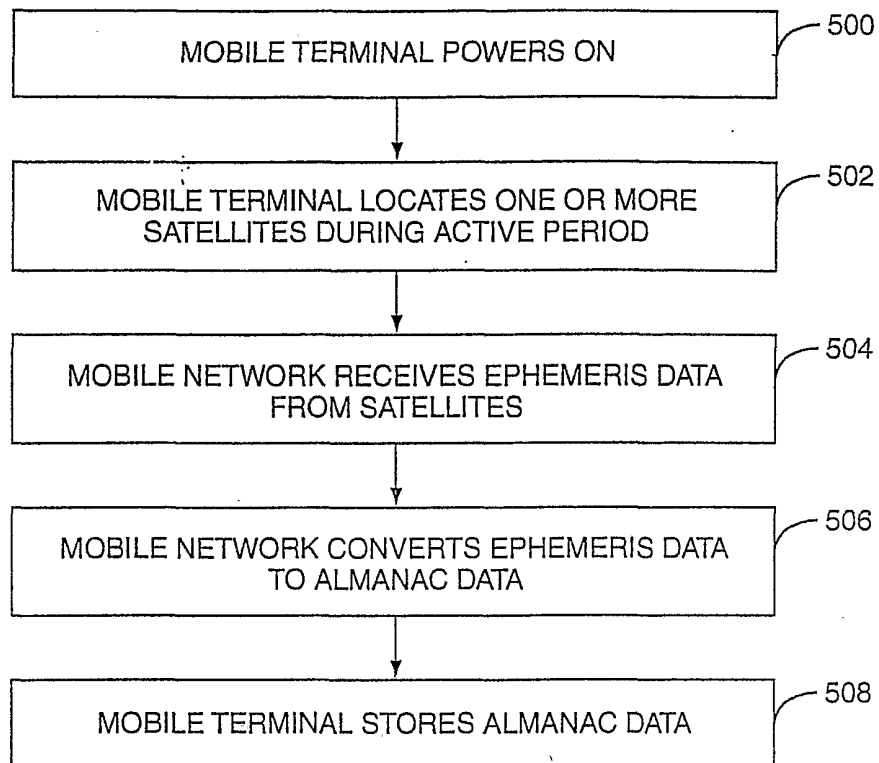 500
MOBILE TERMINAL POWERS ON
502
MOBILE TERMINAL LOCATES ONE OR MORE
SATELLITES DURING ACTIVE PERIOD
504
MOBILE NETWORK RECEIVES EPHEMERIS DATA
FROM SATELLITES
506
MOBILE NETWORK CONVERTS EPHEMERIS DATA
TO ALMANAC DATA
508
MOBILE TERMINAL STORES ALMANAC DATA